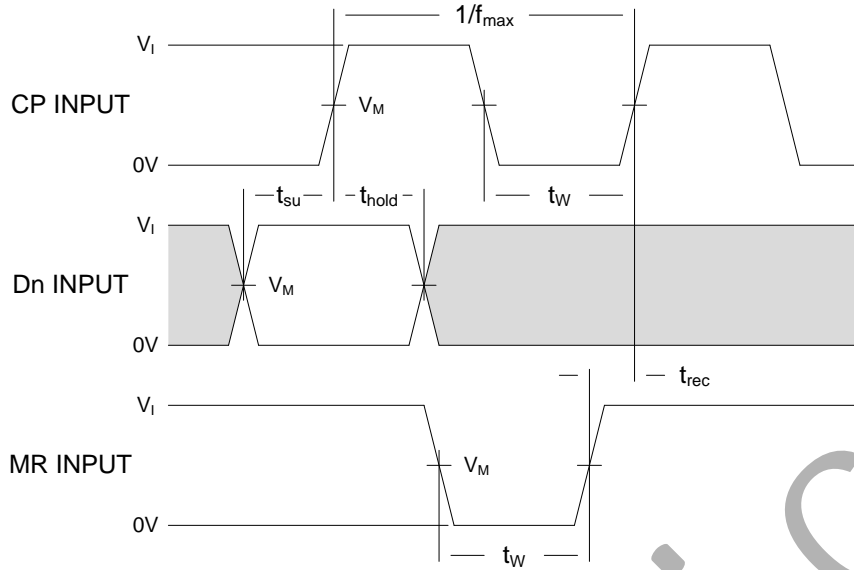 1/fmax
VI
CP INPUT
VM
0V
tsu
thold
tW
VI
Dn INPUT
VM
0V
trec
VI
MR INPUT
VM
0V
tW